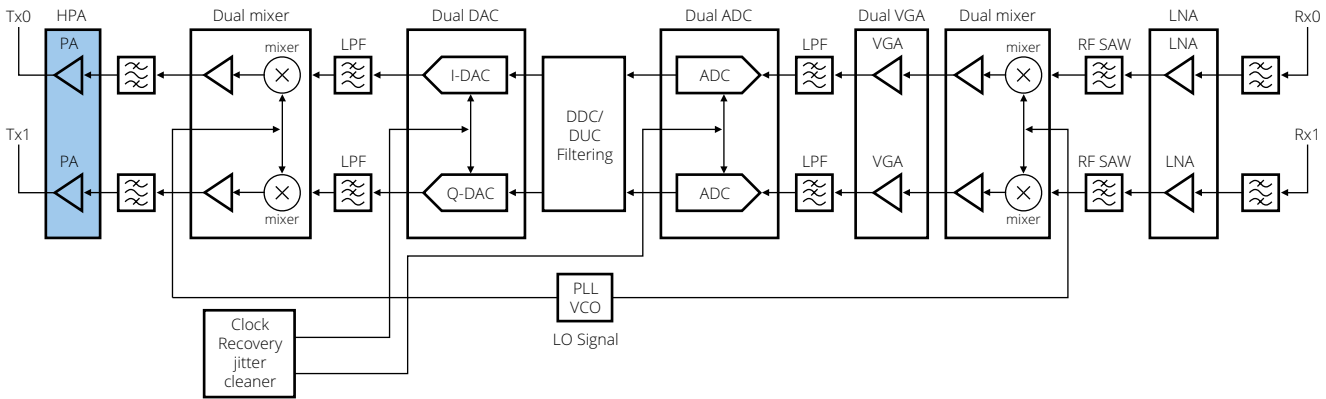 Tx0
HPA
Dual mixer
Dual DAC
Dual ADC
Dual VGA
Dual mixer
LNA
Rx0
PA
mixer
LPF
I-DAC
ADC
LPF
VGA
mixer
RF SAW
LNA
DDC/
DUC
Filtering
Tx1
Rx1
PA
LPF
Q-DAC
ADC
LPF
VGA
RF SAW
LNA
mixer
mixer
PLL
VCO
LO Signal
Clock
Recovery
jitter
cleaner